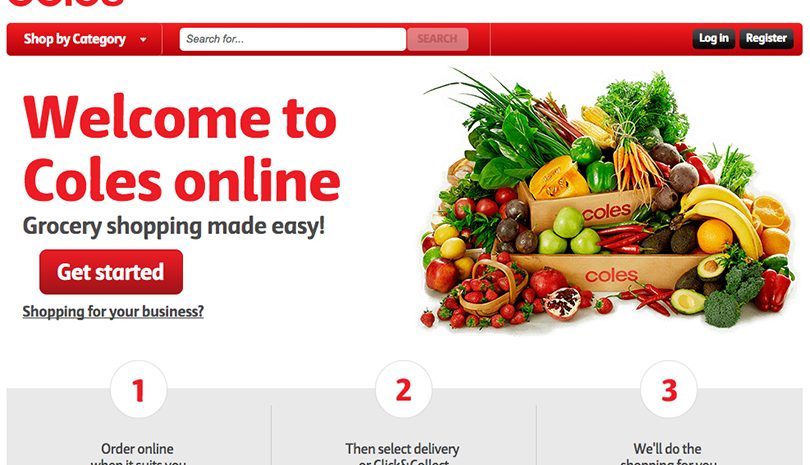 coles
Shop by Category
Search for...
SEARCH
Log in
Register
Welcome to
Coles online
Grocery shopping made easy!
Get started
Shopping for your business?
coles
coles
1
2
3
Order online
when it suits you
Then select delivery
or Click&Collect
We'll do the
shopping for you